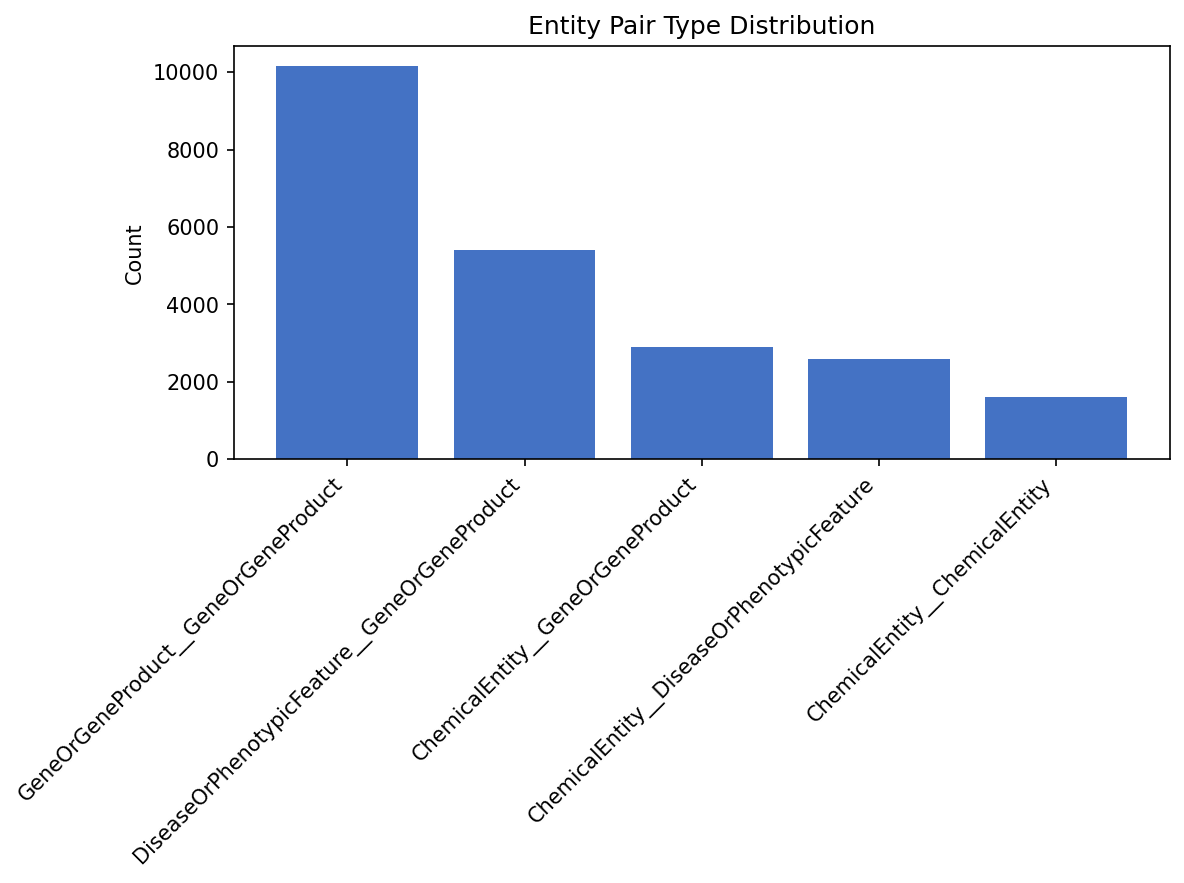 Entity Pair Type Distribution
Count
10000
8000
6000
4000
2000
0
GeneOrGeneProduct__GeneOrGeneProduct
DiseaseOrPhenotypicFeature__GeneOrGeneProduct
ChemicalEntity__GeneOrGeneProduct
ChemicalEntity__DiseaseOrPhenotypicFeature
ChemicalEntity__ChemicalEntity